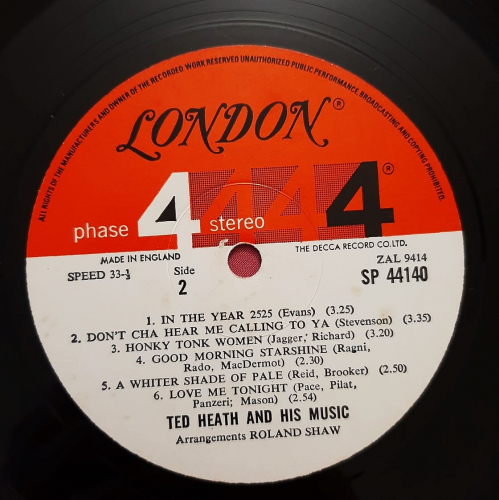 ALL RIGHTS OF THE MANUFACTURERS AND OWNER OF THE RECORDED WORK RESERVED UNAUTHORIZED PUBLIC PERFORMANCE, BROADCASTING AND COPYING PROHIBITED.
LONDON®
phase 4 stereo 4 4 4®
MADE IN ENGLAND
THE DECCA RECORD CO. LTD.
SPEED 33-⅓
Side
2
ZAL 9414
SP 44140
1. IN THE YEAR 2525 (Evans) (3.25)
2. DON'T CHA HEAR ME CALLING TO YA (Stevenson) (3.35)
3. HONKY TONK WOMEN (Jagger, Richard) (3.20)
4. GOOD MORNING STARSHINE (Ragni,
Rado, MacDermot) (2.30)
5. A WHITER SHADE OF PALE (Reid, Brooker) (2.50)
6. LOVE ME TONIGHT (Pace, Pilat,
Panzeri; Mason) (2.54)
TED HEATH AND HIS MUSIC
Arrangements ROLAND SHAW